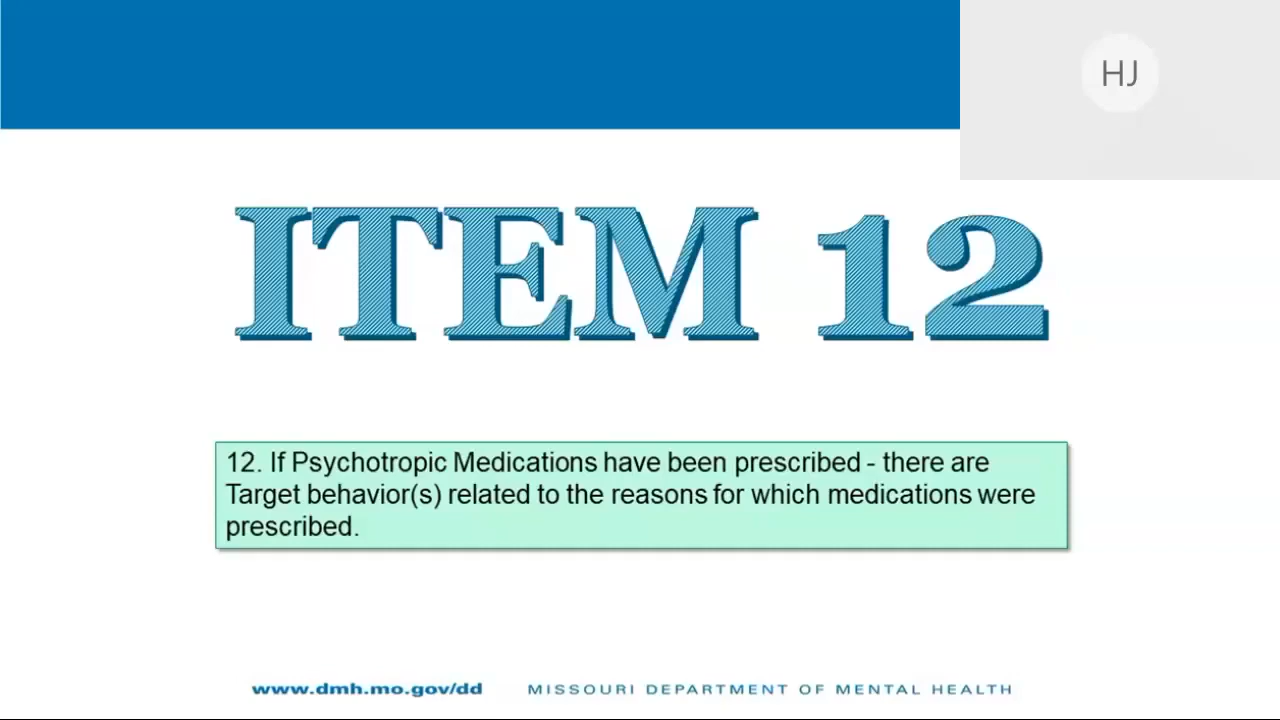 HJ
ITEM 12
12. If Psychotropic Medications have been prescribed - there are
Target behavior(s) related to the reasons for which medications were
prescribed.
www.dmh.mo.gov/dd MISSOURI DEPARTMENT OF MENTAL HEALTH